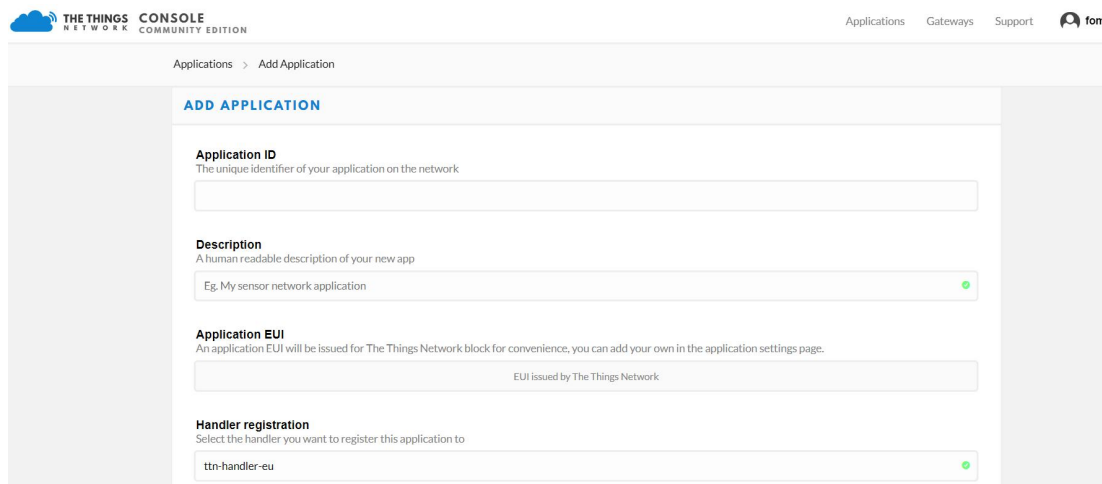 THE THINGS NETWORK CONSOLE COMMUNITY EDITION
Applications Gateways Support fom
Applications > Add Application
ADD APPLICATION
Application ID
The unique identifier of your application on the network
Description
A human readable description of your new app
Eg. My sensor network application
Application EUI
An application EUI will be issued for The Things Network block for convenience, you can add your own in the application settings page.
EUI issued by The Things Network
Handler registration
Select the handler you want to register this application to
ttn-handler-eu